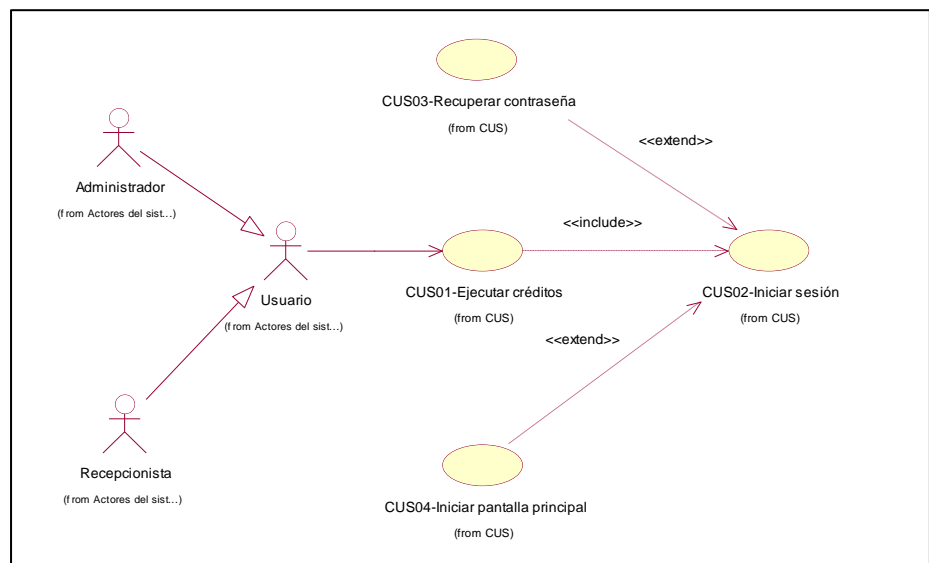 CUS03-Recuperar contraseña
(from CUS)
<<extend>>
Administrador
(from Actores del sist...)
<<include>>
Usuario
(from Actores del sist...)
CUS01-Ejecutar créditos
(from CUS)
CUS02-Iniciar sesión
(from CUS)
<<extend>>
Recepcionista
(from Actores del sist...)
CUS04-Iniciar pantalla principal
(from CUS)